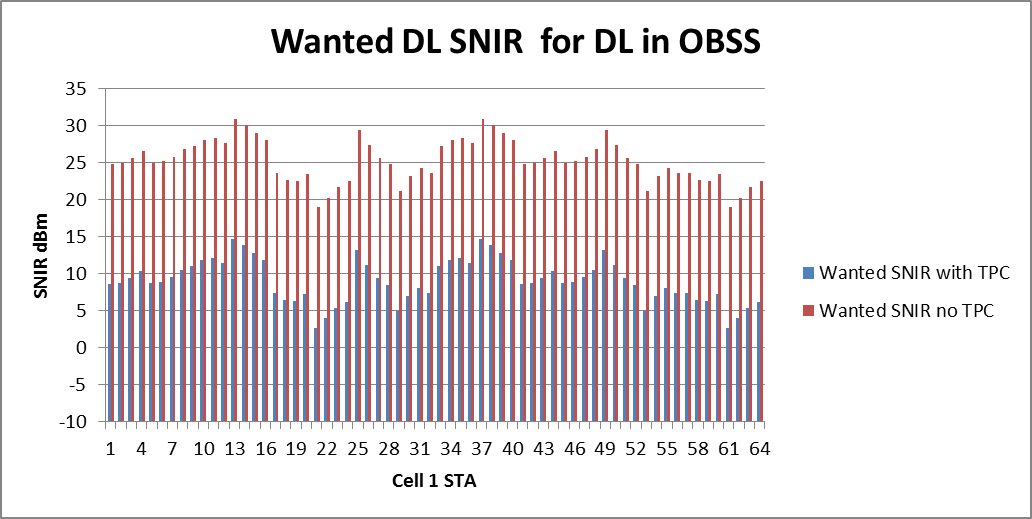 Wanted DL SNIR for DL in OBSS
35
30
25
20
15
10
5
0
-5
-10
SNIR dBm
1 4 7 10 13 16 19 22 25 28 31 34 37 40 43 46 49 52 55 58 61 64
Cell 1 STA
Wanted SNIR with TPC
Wanted SNIR no TPC